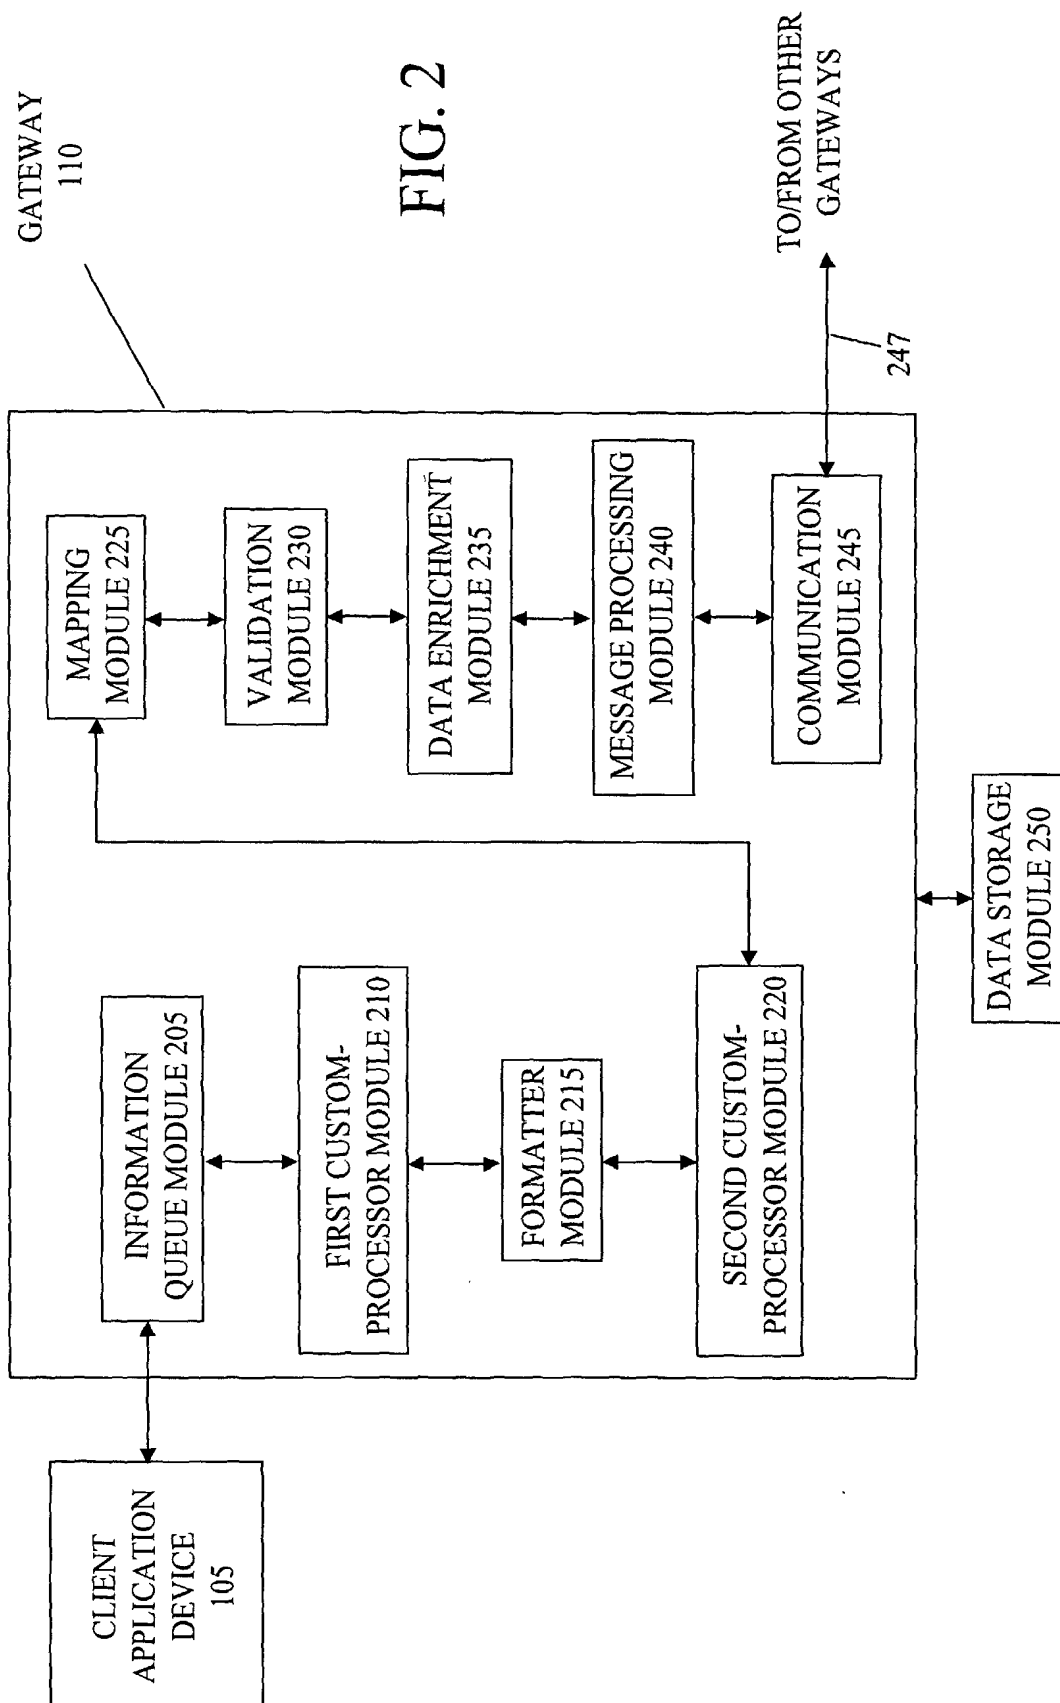 CLIENT
APPLICATION
DEVICE
105
GATEWAY
110
INFORMATION
QUEUE MODULE 205
FIRST CUSTOM-
PROCESSOR MODULE 210
FORMATTER
MODULE 215
SECOND CUSTOM-
PROCESSOR MODULE 220
MAPPING
MODULE 225
VALIDATION
MODULE 230
DATA ENRICHMENT
MODULE 235
MESSAGE PROCESSING
MODULE 240
COMMUNICATION
MODULE 245
247
TO/FROM OTHER
GATEWAYS
DATA STORAGE
MODULE 250
FIG. 2